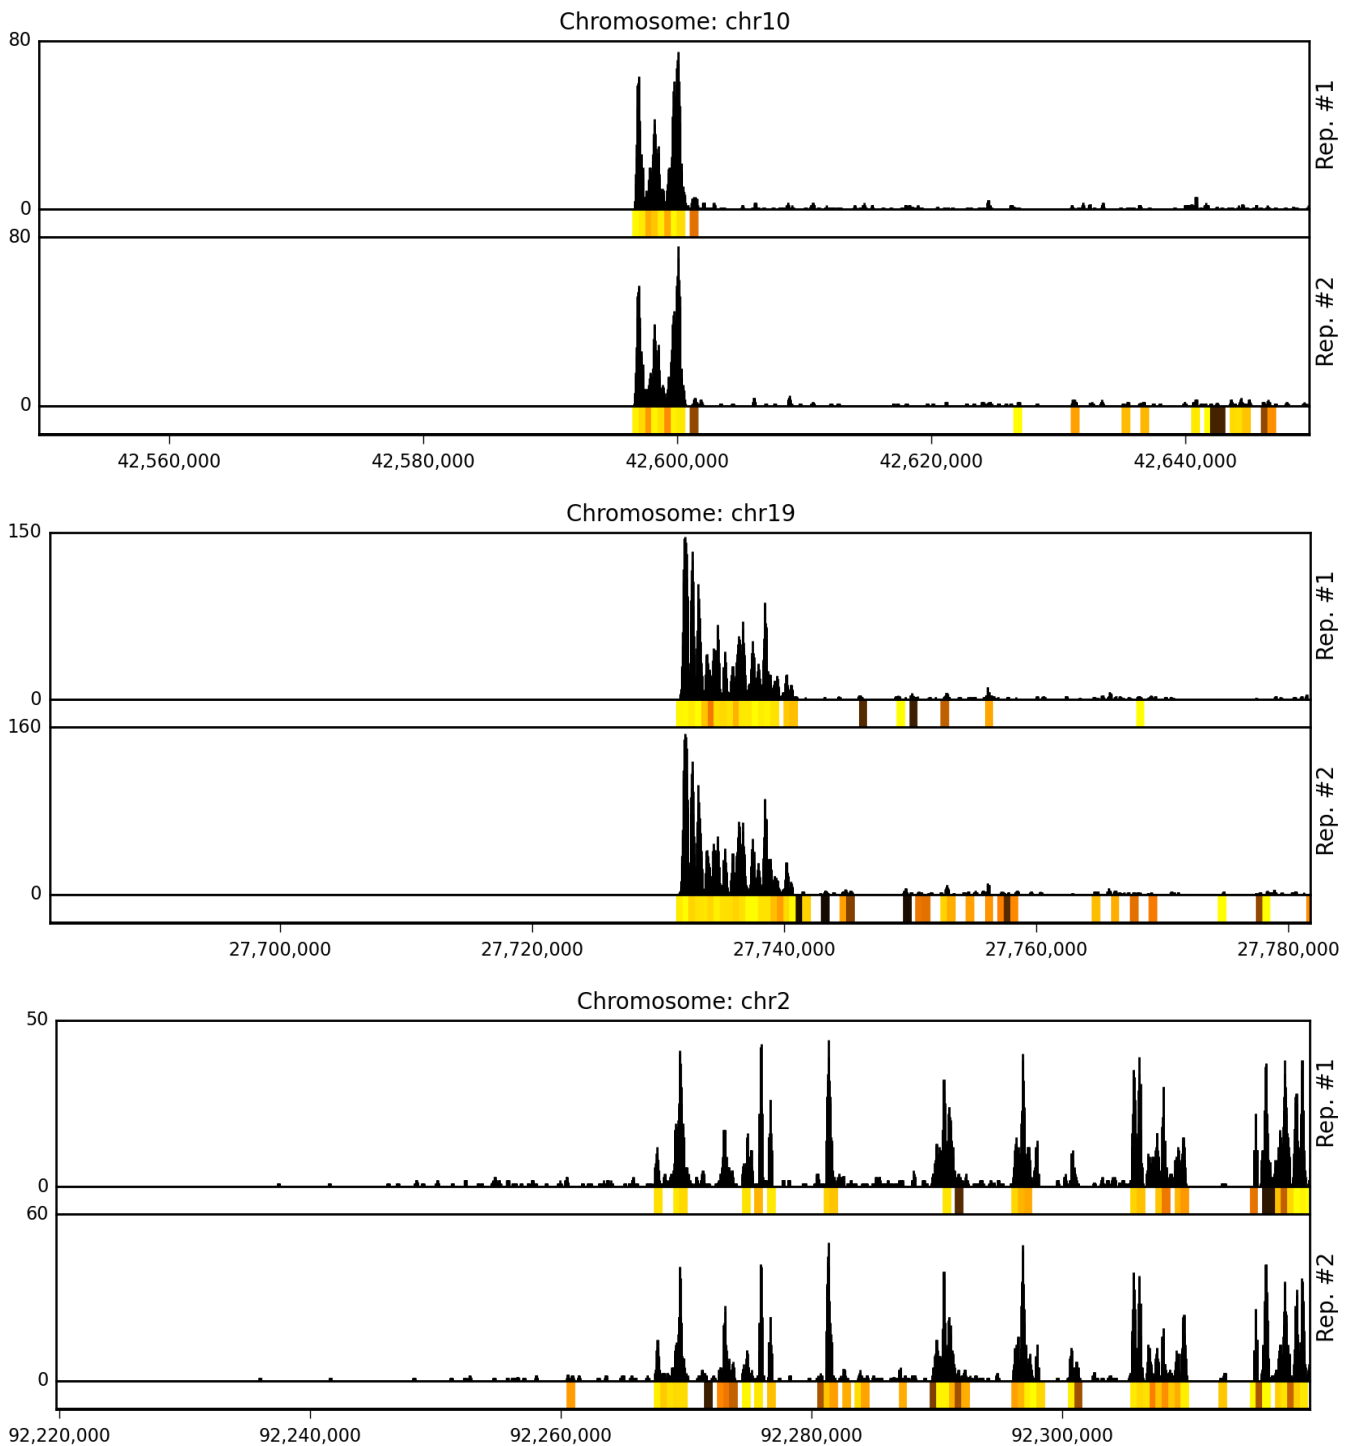 Chromosome: chr10
80
0
Rep. #1
80
0
Rep. #2
42,560,000 42,580,000 42,600,000 42,620,000 42,640,000
Chromosome: chr19
150
0
Rep. #1
160
0
Rep. #2
27,700,000 27,720,000 27,740,000 27,760,000 27,780,000
Chromosome: chr2
50
0
Rep. #1
60
0
Rep. #2
92,220,000 92,240,000 92,260,000 92,280,000 92,300,000